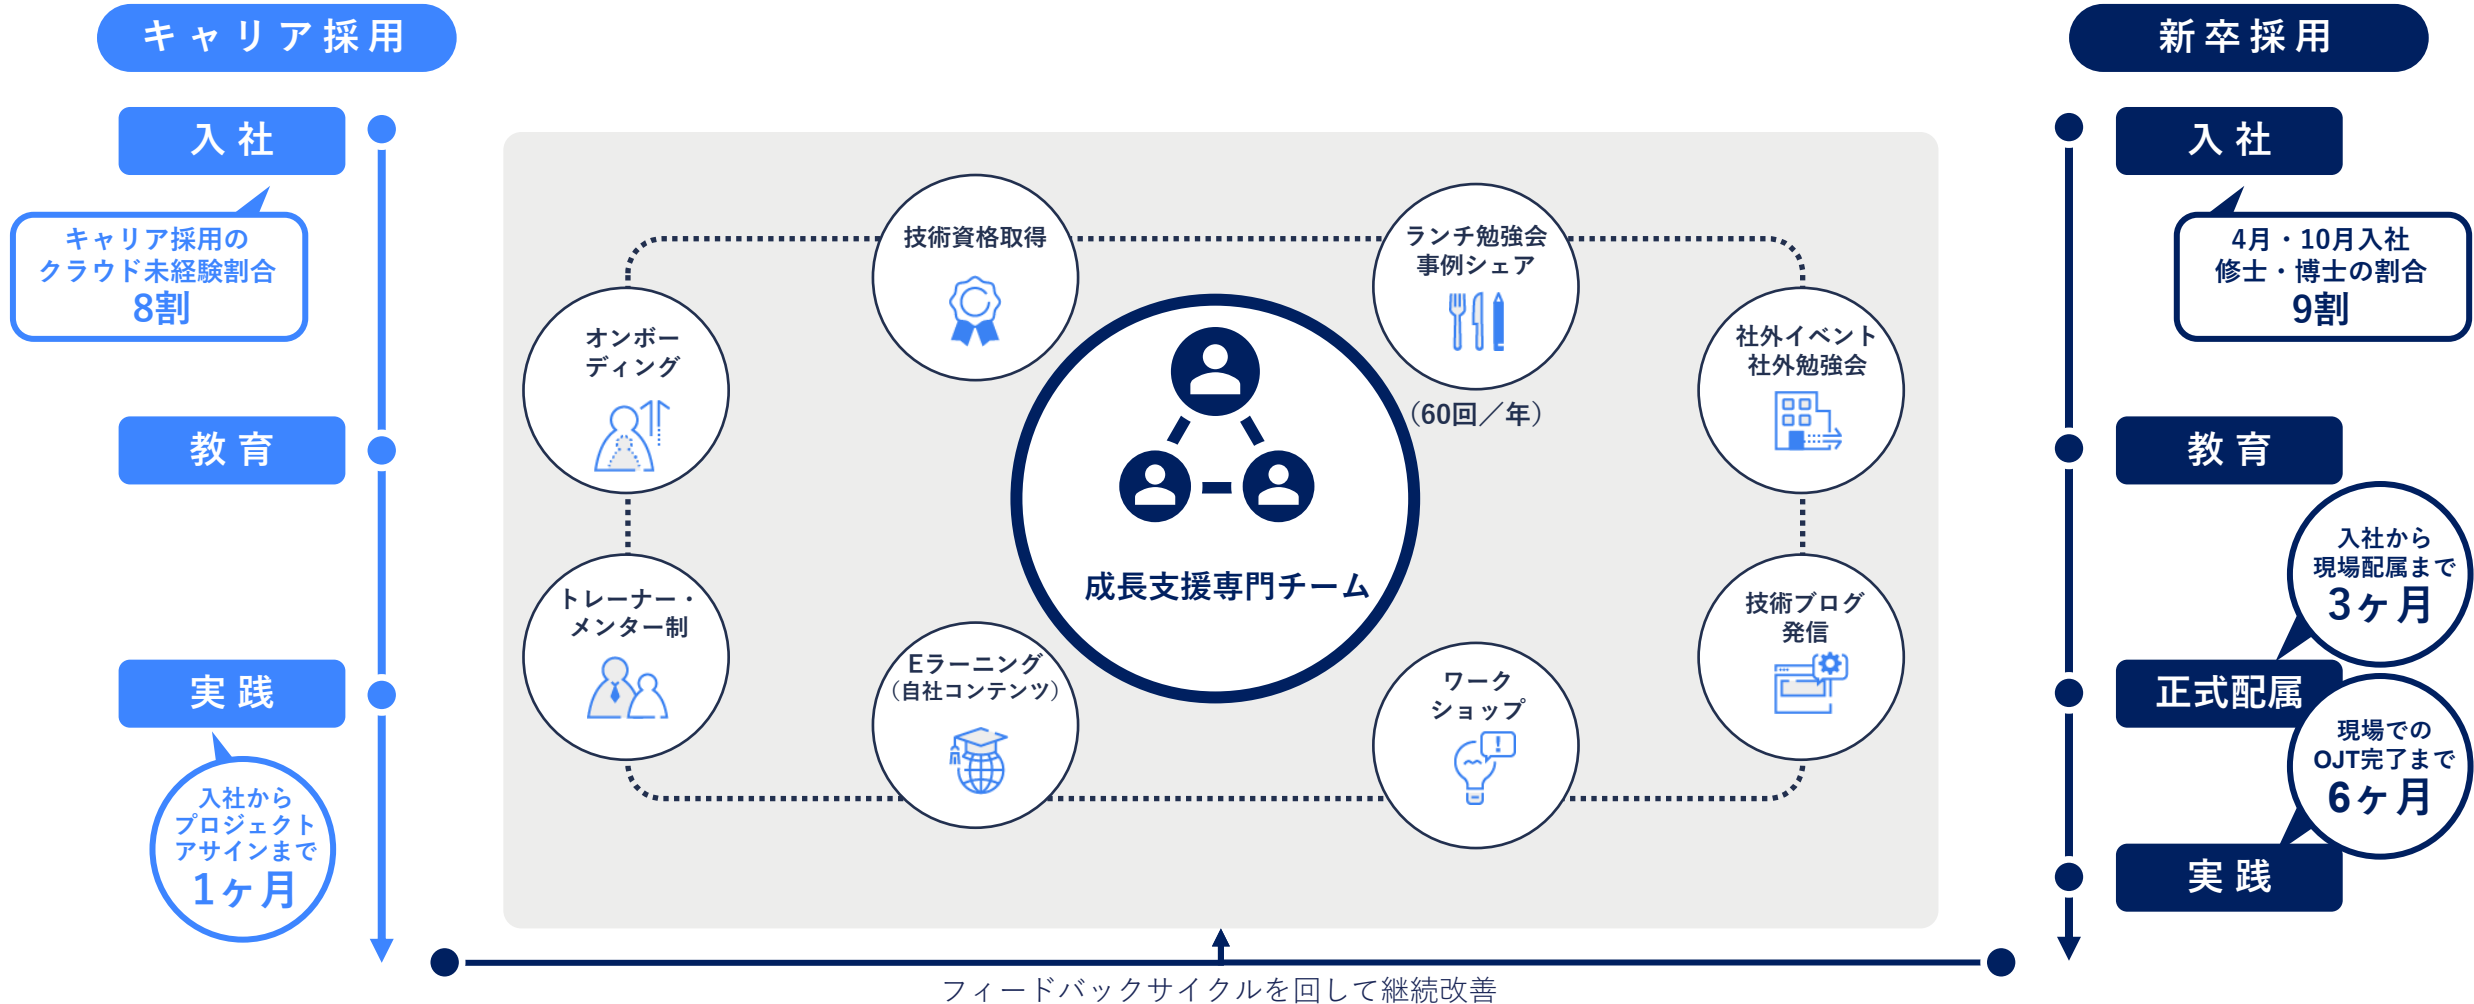 キャリア採用
入社
キャリア採用の
クラウド未経験割合
8割
教育
実践
入社から
プロジェクト
アサインまで
1ヶ月
技術資格取得
ランチ勉強会
事例シェア
（60回／年）
オンボー
ディング
社外イベント
社外勉強会
成長支援専門チーム
トレーナー・
メンター制
技術ブログ
発信
Eラーニング
（自社コンテンツ）
ワーク
ショップ
フィードバックサイクルを回して継続改善
新卒採用
入社
4月・10月入社
修士・博士の割合
9割
教育
入社から
現場配属まで
3ヶ月
正式配属
現場での
OJT完了まで
6ヶ月
実践